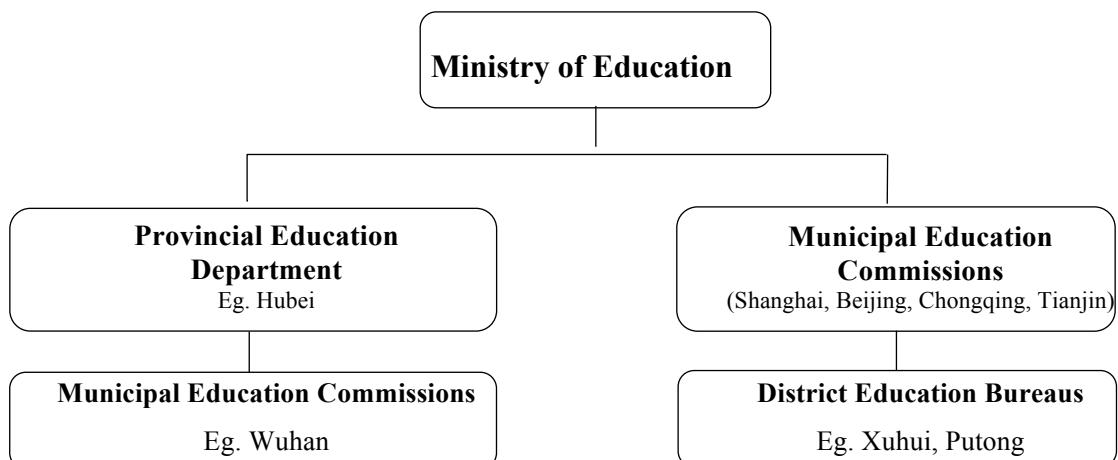 Ministry of Education
Provincial Education
Department
Eg. Hubei
Municipal Education
Commissions
(Shanghai, Beijing, Chongqing, Tianjin)
Municipal Education Commissions
Eg. Wuhan
District Education Bureaus
Eg. Xuhui, Putong